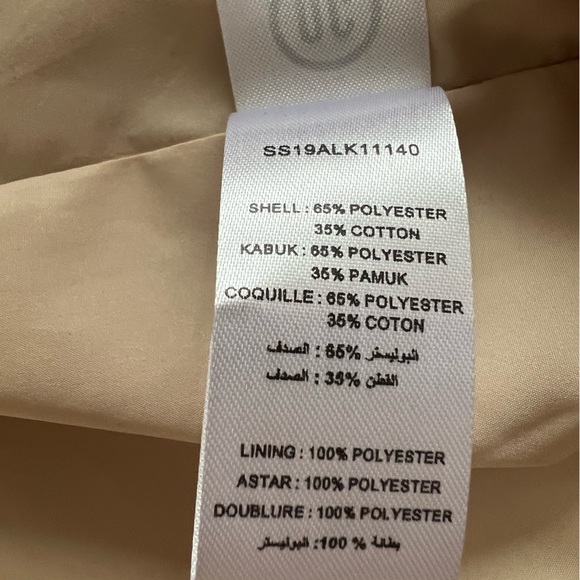 SS19ALK11140
SHELL : 65% POLYESTER
35% COTTON
KABUK : 65% POLYESTER
35% PAMUK
COQUILLE : 65% POLYESTER
35% COTON
البوليستر %65 : الصدف
القطن %35 : الصدف
LINING : 100% POLYESTER
ASTAR : 100% POLYESTER
DOUBLURE : 100% POLYESTER
بطانة % 100: البوليستر